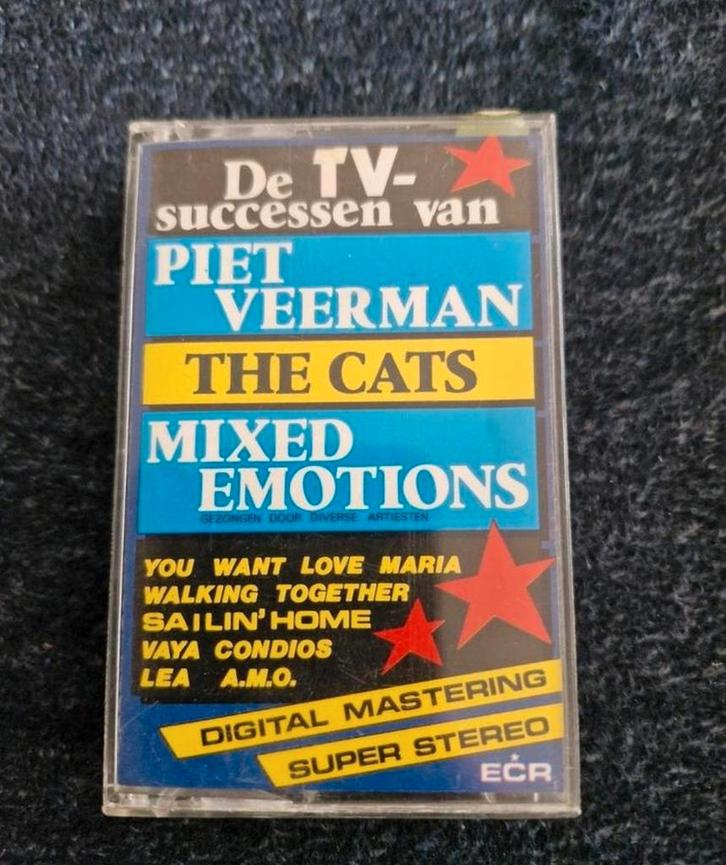 De TV-
successen van
PIET
VEERMAN
THE CATS
MIXED
EMOTIONS
GEZONGEN DOOR DIVERSE ARTIESTEN
YOU WANT LOVE MARIA
WALKING TOGETHER
SAILIN' HOME
VAYA CONDIOS
LEA A.M.O.
DIGITAL MASTERING
SUPER STEREO
ECR